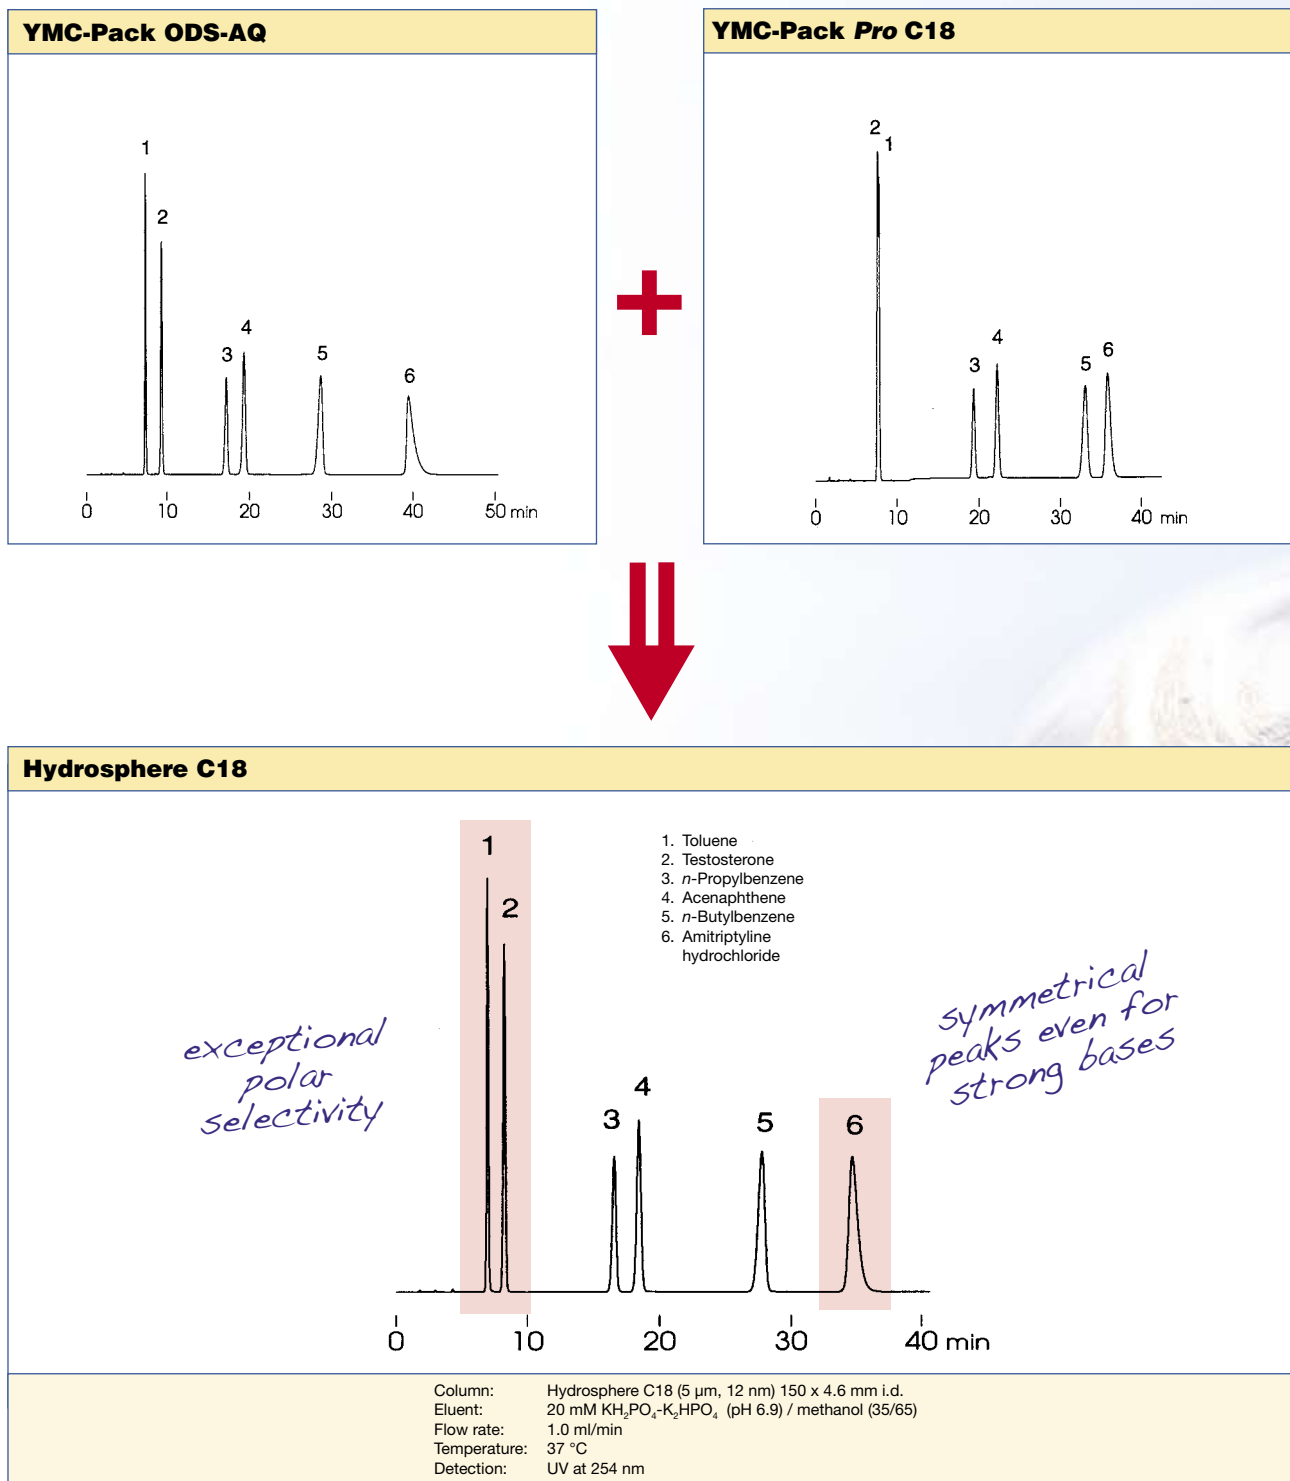 YMC-Pack ODS-AQ
1
2
3
4
5
6
0 10 20 30 40 50 min
YMC-Pack Pro C18
2
1
3
4
5
6
0 10 20 30 40 min
Hydrosphere C18
1
2
3
4
5
6
1. Toluene
2. Testosterone
3. n-Propylbenzene
4. Acenaphthene
5. n-Butylbenzene
6. Amitriptyline
hydrochloride
exceptional
polar
selectivity
symmetrical
peaks even for
strong bases
0 10 20 30 40 min
Column: Hydrosphere C18 (5 µm, 12 nm) 150 x 4.6 mm i.d.
Eluent: 20 mM KH₂PO₄-K₂HPO₄ (pH 6.9) / methanol (35/65)
Flow rate: 1.0 ml/min
Temperature: 37 °C
Detection: UV at 254 nm